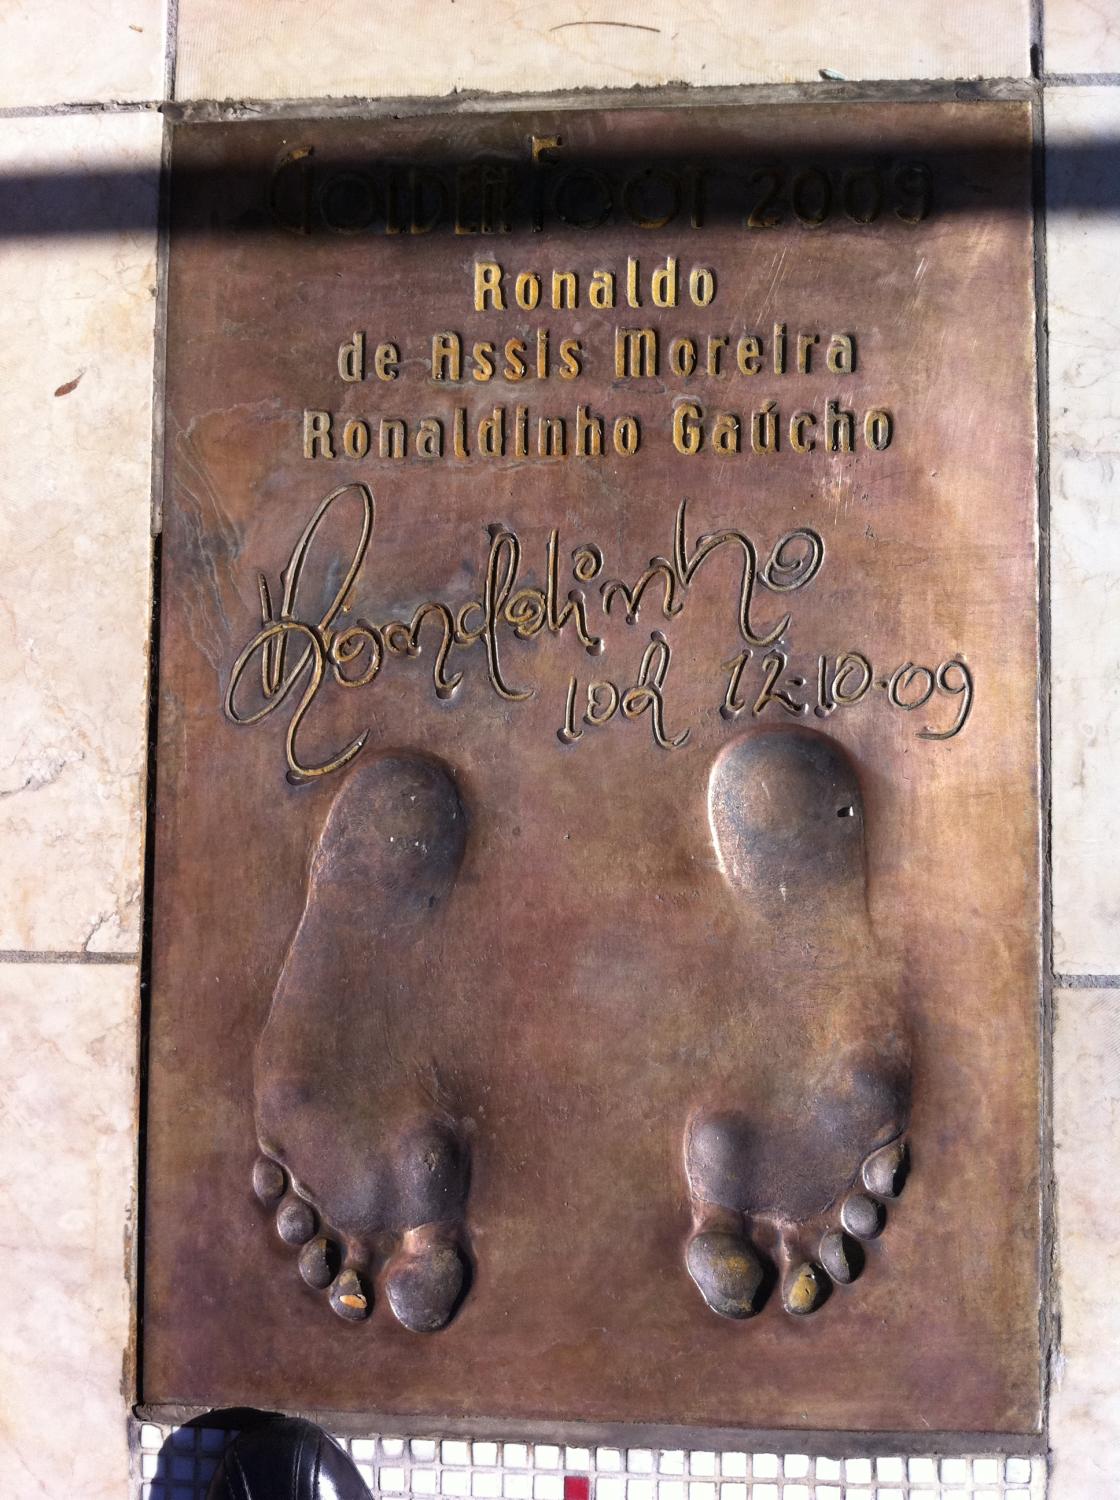 Golden Foot 2009
Ronaldo
de Assis Moreira
Ronaldinho Gaúcho
Ronaldinho
12-10-09